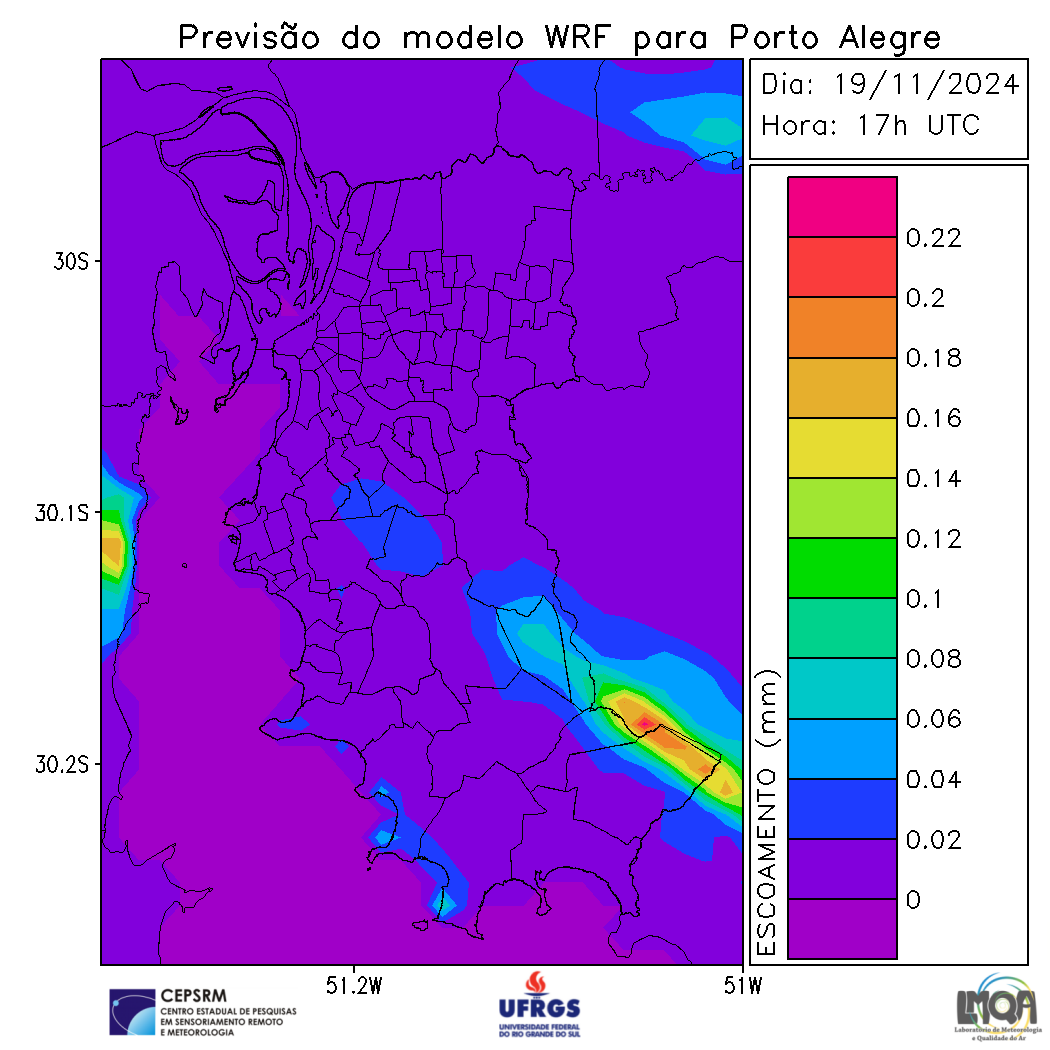 Previsão do modelo WRF para Porto Alegre
Dia: 19/11/2024
Hora: 17h UTC
30S
30.1S
30.2S
51.2W
51W
0.22
0.2
0.18
0.16
0.14
0.12
0.1
0.08
0.06
0.04
0.02
0
ESCOAMENTO (mm)
CEPSRM
CENTRO ESTADUAL DE PESQUISAS
EM SENSORIAMENTO REMOTO
E METEOROLOGIA
UFRGS
UNIVERSIDADE FEDERAL
DO RIO GRANDE DO SUL
LMQA
Laboratório de Meteorologia
e Qualidade do Ar